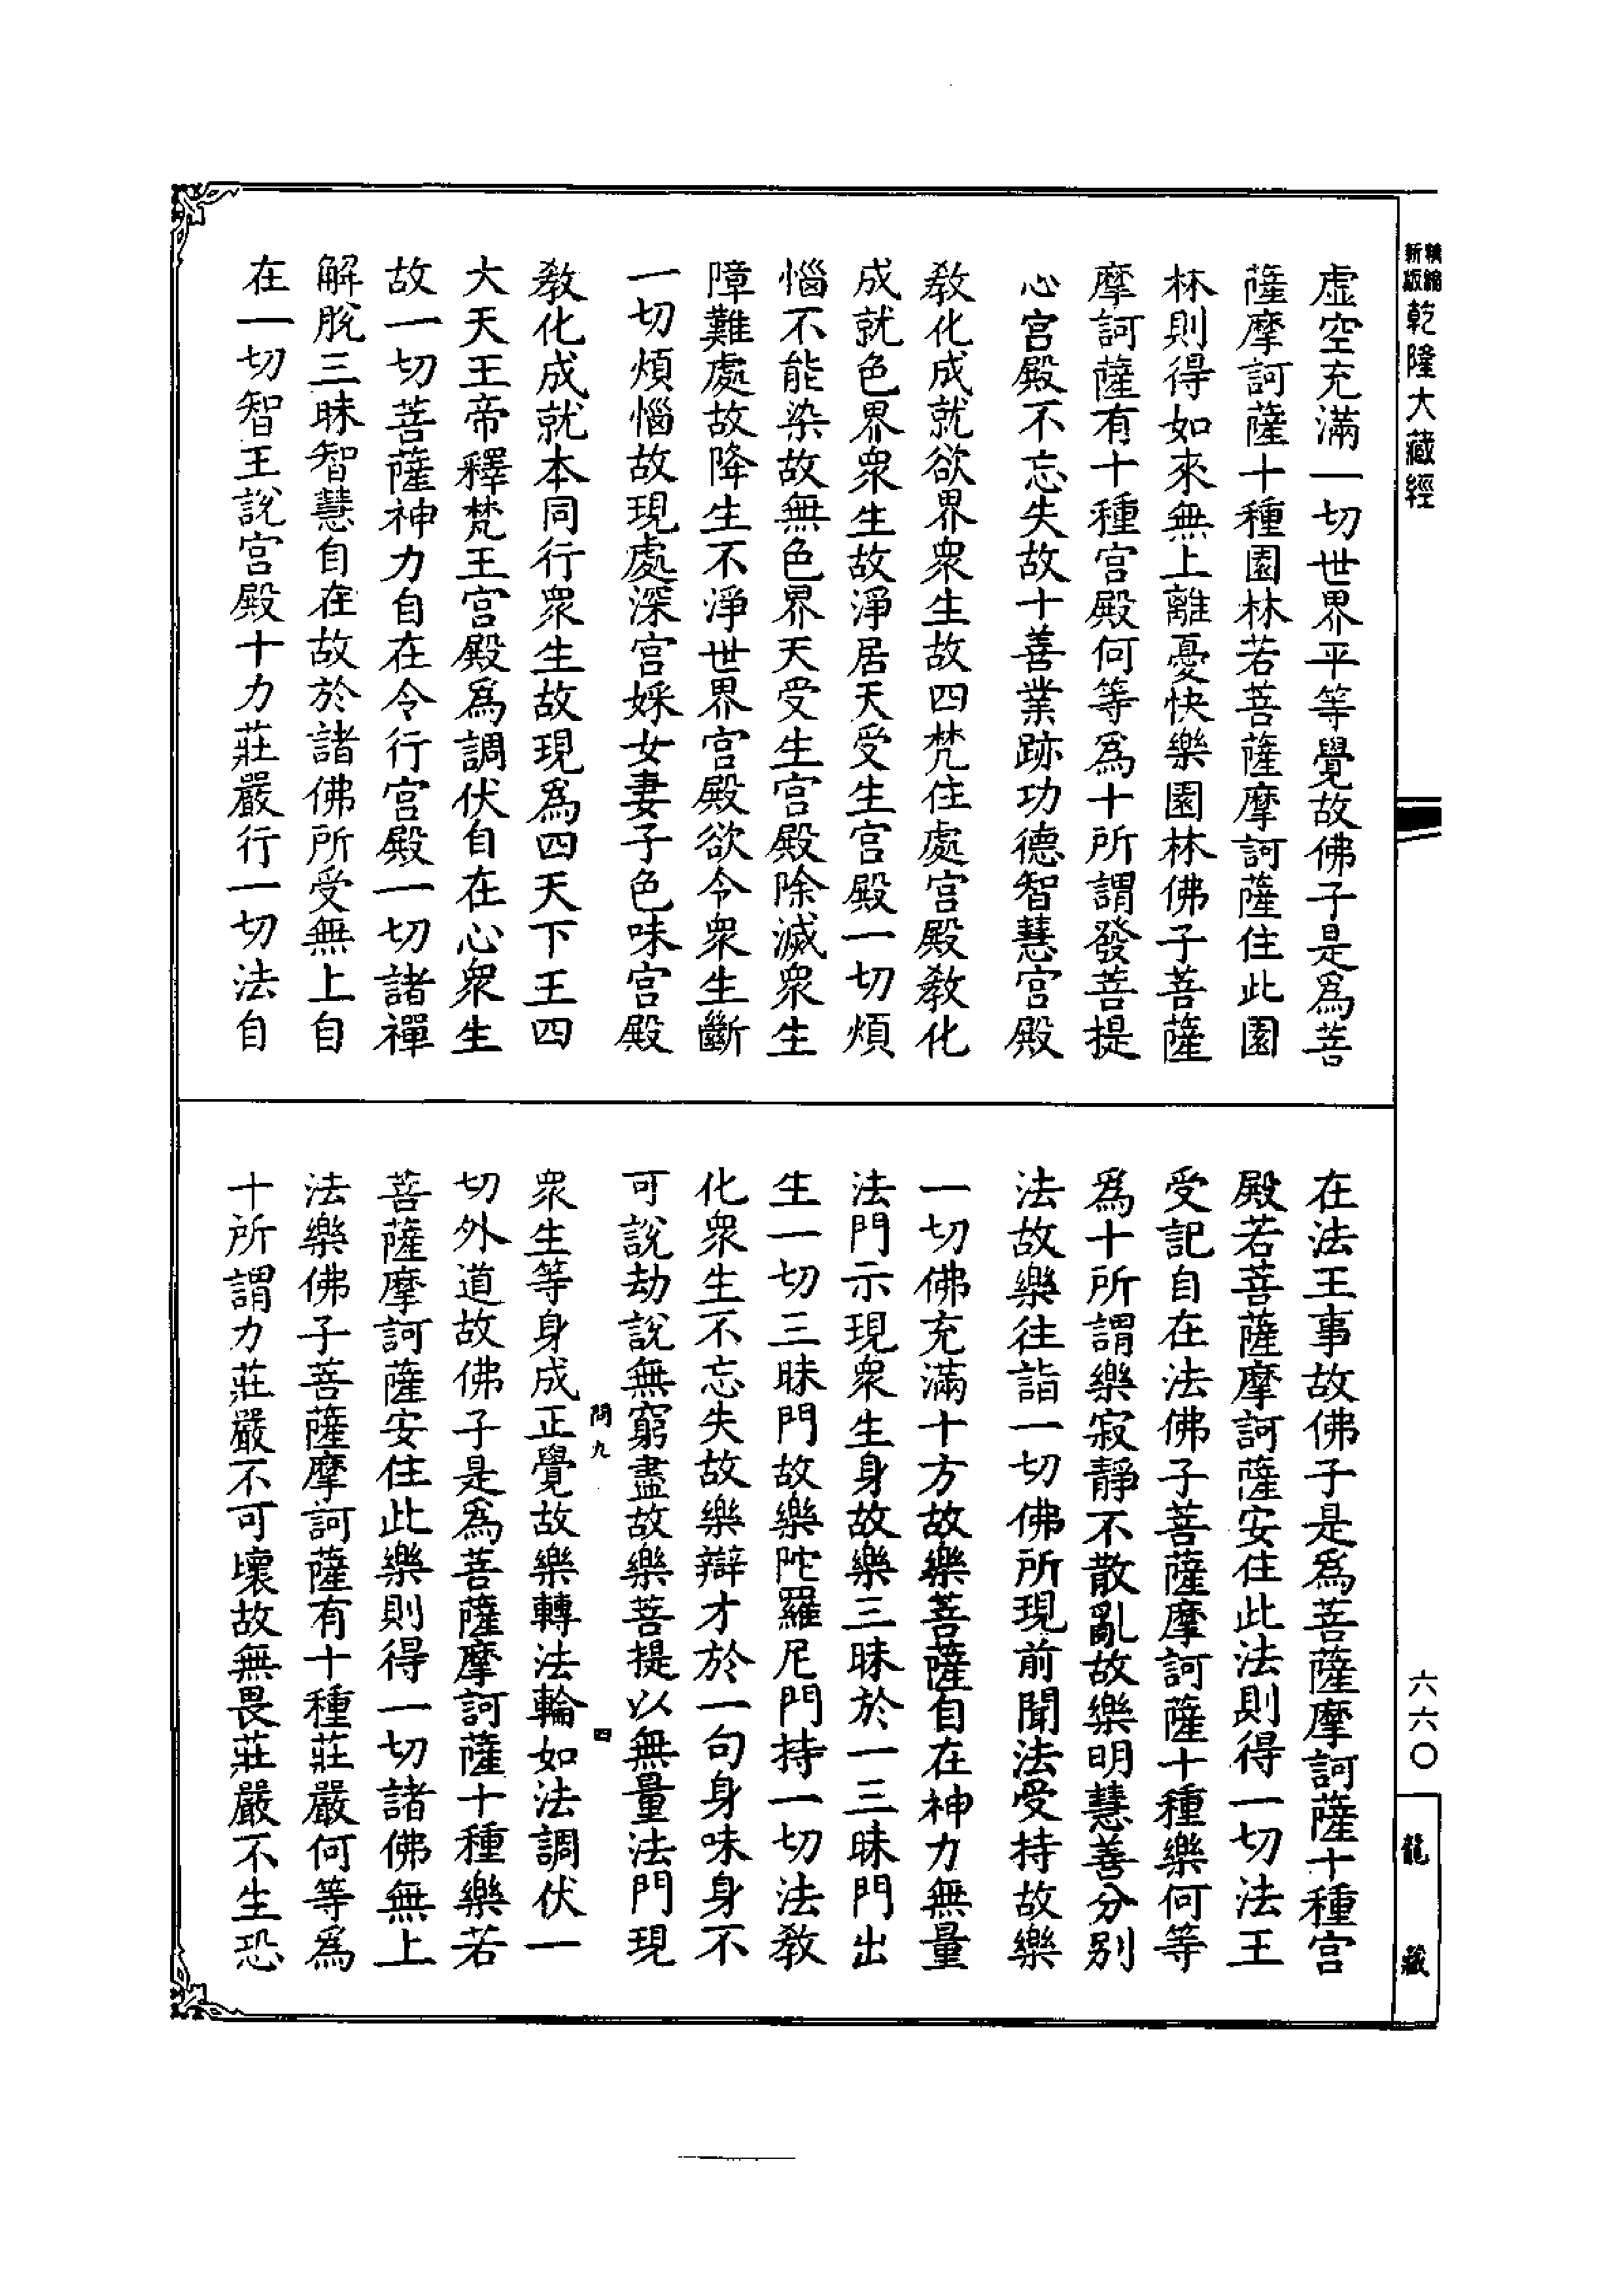 精縮新版乾隆大藏經
六六〇
龍藏
虛空充滿一切世界平等覺故佛子是爲菩
薩摩訶薩十種園林若菩薩摩訶薩住此園
林則得如來無上離憂快樂園林佛子菩薩
摩訶薩有十種宮殿何等爲十所謂發菩提
心宮殿不忘失故十善業跡功德智慧宮殿
教化成就欲界衆生故四梵住處宮殿教化
成就色界衆生故淨居天受生宮殿一切煩
惱不能染故無色界天受生宮殿除滅衆生
障難處故降生不淨世界宮殿欲令衆生斷
一切煩惱故現處深宮婇女妻子色味宮殿
教化成就本同行衆生故現爲四天下王四
大天王帝釋梵王宮殿爲調伏自在心衆生
故一切菩薩神力自在令行宮殿一切諸禪
解脫三昧智慧自在故於諸佛所受無上自
在一切智王說宮殿十力莊嚴行一切法自
在法王事故佛子是爲菩薩摩訶薩十種宮
殿若菩薩摩訶薩安住此法則得一切法王
受記自在法佛子菩薩摩訶薩十種樂何等
爲十所謂樂寂靜不散亂故樂明慧善分別
法故樂往詣一切佛所現前聞法受持故樂
一切佛充滿十方故樂菩薩自在神力無量
法門示現衆生身故樂三昧於一三昧門出
生一切三昧門故樂陀羅尼門持一切法教
化衆生不忘失故樂辯才於一句身味身不
可說劫說無窮盡故樂菩提以無量法門現
九 四
衆生等身成正覺故樂轉法輪如法調伏一
切外道故佛子是爲菩薩摩訶薩十種樂若
菩薩摩訶薩安住此樂則得一切諸佛無上
法樂佛子菩薩摩訶薩有十種莊嚴何等爲
十所謂力莊嚴不可壞故無畏莊嚴不生恐